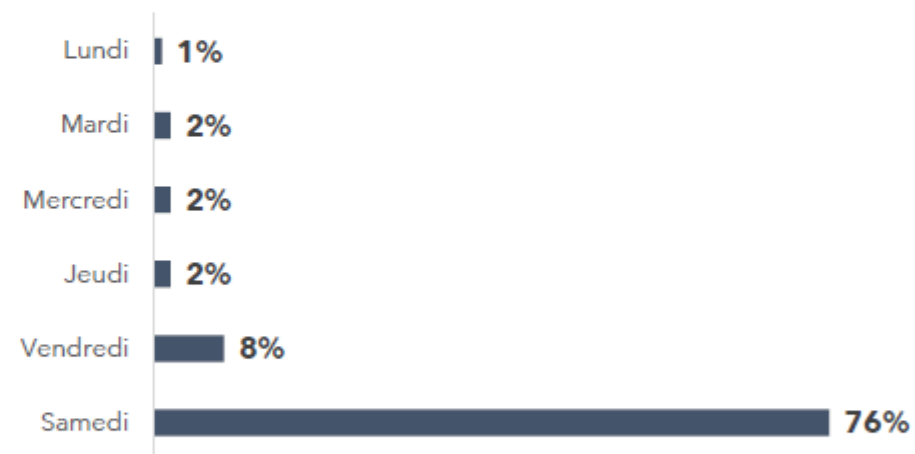 Lundi 1%
Mardi 2%
Mercredi 2%
Jeudi 2%
Vendredi 8%
Samedi 76%